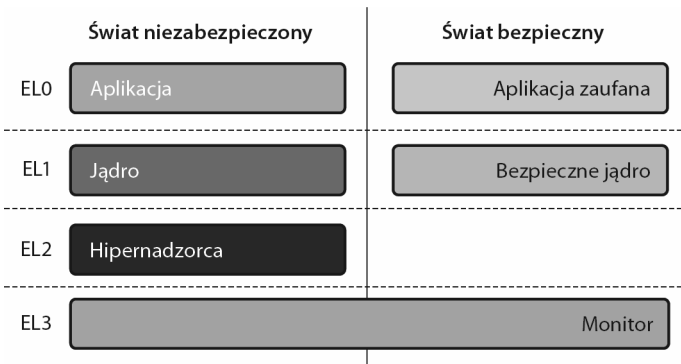 Świat niezabezpieczony Świat bezpieczny
EL0 Aplikacja Aplikacja zaufana
EL1 Jądro Bezpieczne jądro
EL2 Hipernadzorca
EL3 Monitor